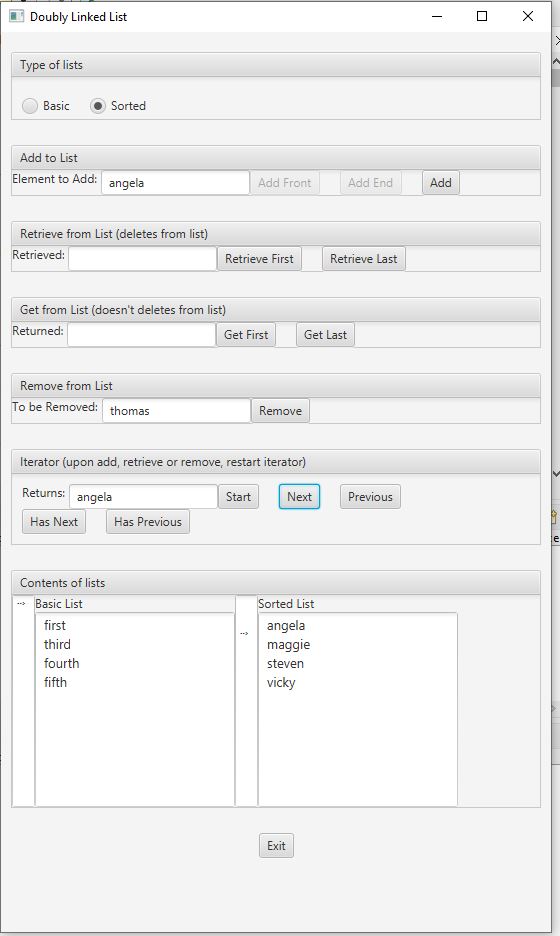 Doubly Linked List
Type of lists
Basic Sorted
Add to List
Element to Add: angela Add Front Add End Add
Retrieve from List (deletes from list)
Retrieved: Retrieve First Retrieve Last
Get from List (doesn't deletes from list)
Returned: Get First Get Last
Remove from List
To be Removed: thomas Remove
Iterator (upon add, retrieve or remove, restart iterator)
Returns: angela Start Next Previous
Has Next Has Previous
Contents of lists
Basic List
first
third
fourth
fifth
Sorted List
angela
maggie
steven
vicky
Exit